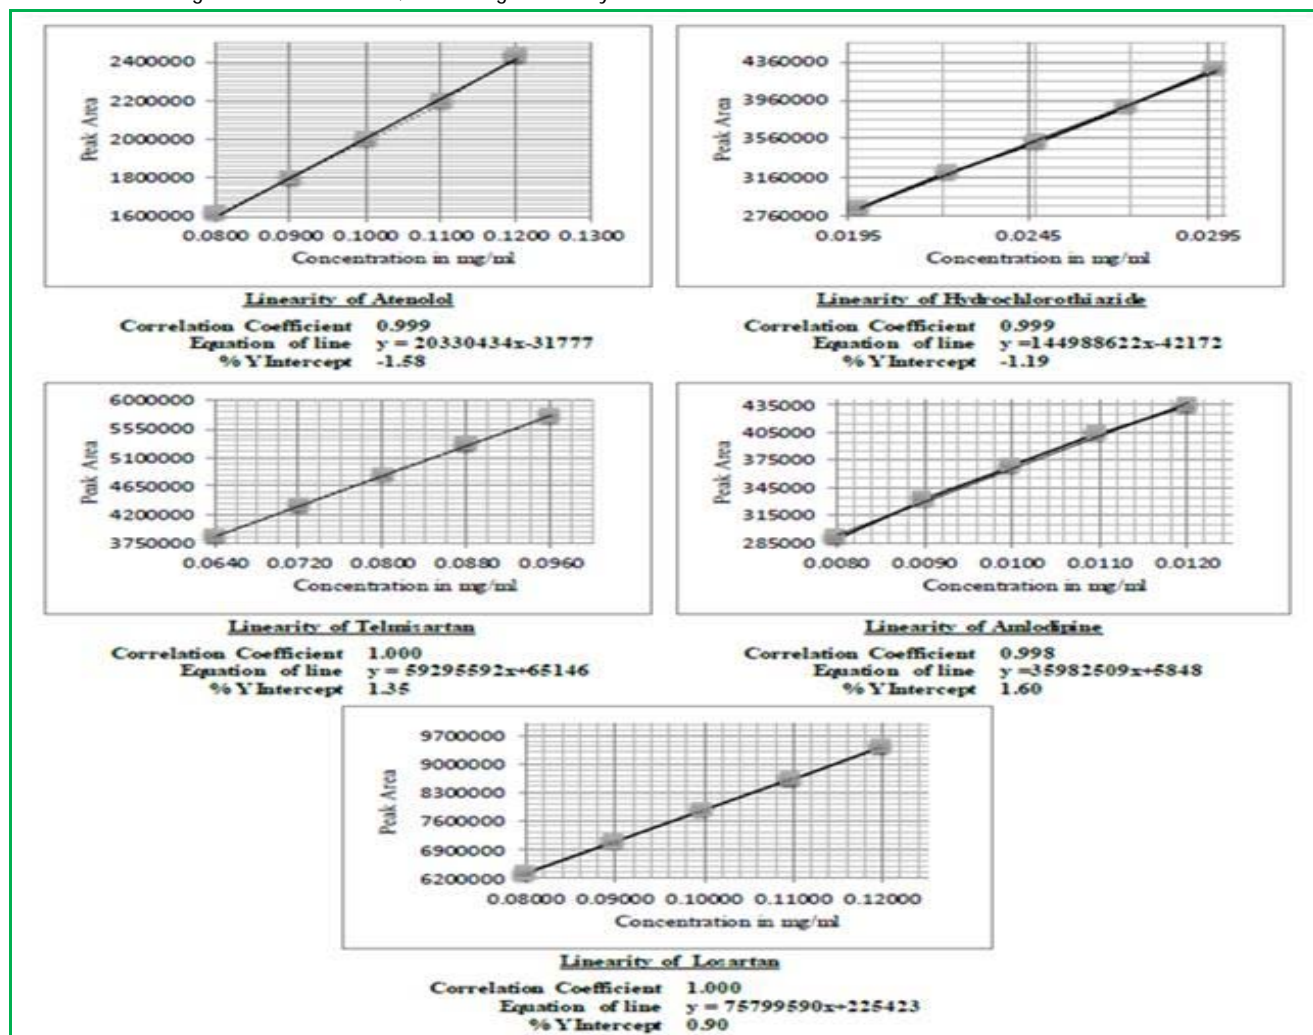 Peak Area
2400000
2200000
2000000
1800000
1600000
0.0800 0.0900 0.1000 0.1100 0.1200 0.1300
Concentration in mg/ml
Linearity of Atenolol
Correlation Coefficient 0.999
Equation of line y = 20330434x-31777
% Y Intercept -1.58
Peak Area
4360000
3960000
3560000
3160000
2760000
0.0195 0.0245 0.0295
Concentration in mg/ml
Linearity of Hydrochlorothiazide
Correlation Coefficient 0.999
Equation of line y =144988622x-42172
% Y Intercept -1.19
Peak Area
6000000
5550000
5100000
4650000
4200000
3750000
0.0640 0.0720 0.0800 0.0880 0.0960
Concentration in mg/ml
Linearity of Telmisartan
Correlation Coefficient 1.000
Equation of line y = 59295592x+65146
% Y Intercept 1.35
Peak Area
435000
405000
375000
345000
315000
285000
0.0080 0.0090 0.0100 0.0110 0.0120
Concentration in mg/ml
Linearity of Amlodipine
Correlation Coefficient 0.998
Equation of line y =35982509x+5848
% Y Intercept 1.60
Peak Area
9700000
9000000
8300000
7600000
6900000
6200000
0.08000 0.09000 0.10000 0.11000 0.12000
Concentration in mg/ml
Linearity of Losartan
Correlation Coefficient 1.000
Equation of line y = 75799590x+225423
% Y Intercept 0.90